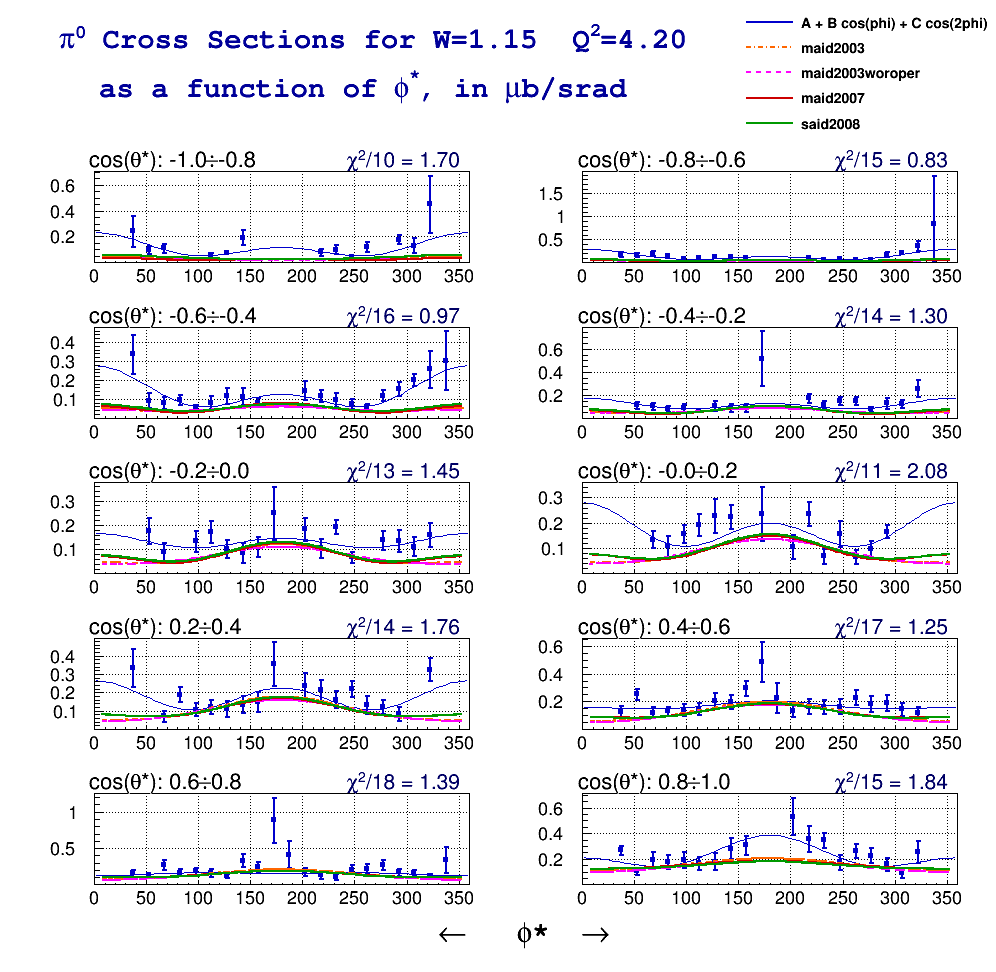 π⁰ Cross Sections for W=1.15 Q²=4.20
as a function of ϕ*, in μb/srad
A + B cos(phi) + C cos(2phi)
maid2003
maid2003woroper
maid2007
said2008
cos(θ*): -1.0÷-0.8 χ²/10 = 1.70
0.6
0.4
0.2
0 50 100 150 200 250 300 350
cos(θ*): -0.8÷-0.6 χ²/15 = 0.83
1.5
1
0.5
0 50 100 150 200 250 300 350
cos(θ*): -0.6÷-0.4 χ²/16 = 0.97
0.4
0.3
0.2
0.1
0 50 100 150 200 250 300 350
cos(θ*): -0.4÷-0.2 χ²/14 = 1.30
0.6
0.4
0.2
0 50 100 150 200 250 300 350
cos(θ*): -0.2÷0.0 χ²/13 = 1.45
0.3
0.2
0.1
0 50 100 150 200 250 300 350
cos(θ*): -0.0÷0.2 χ²/11 = 2.08
0.3
0.2
0.1
0 50 100 150 200 250 300 350
cos(θ*): 0.2÷0.4 χ²/14 = 1.76
0.4
0.3
0.2
0.1
0 50 100 150 200 250 300 350
cos(θ*): 0.4÷0.6 χ²/17 = 1.25
0.6
0.4
0.2
0 50 100 150 200 250 300 350
cos(θ*): 0.6÷0.8 χ²/18 = 1.39
1
0.5
0 50 100 150 200 250 300 350
cos(θ*): 0.8÷1.0 χ²/15 = 1.84
0.6
0.4
0.2
0 50 100 150 200 250 300 350
← ϕ* →